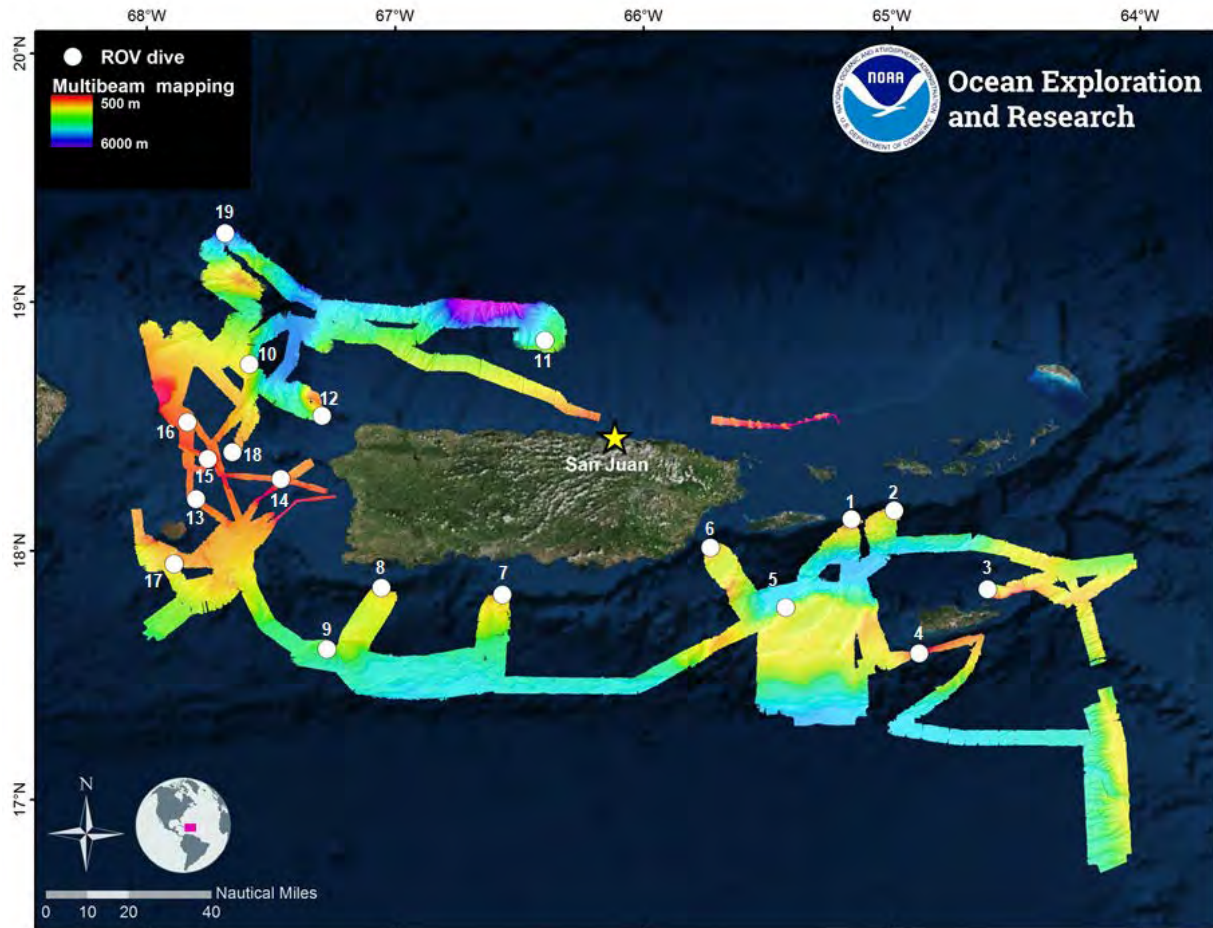 68°W
67°W
66°W
65°W
64°W
20°N
19°N
18°N
17°N
ROV dive
Multibeam mapping
500 m
6000 m
NATIONAL OCEANIC AND ATMOSPHERIC ADMINISTRATION
NOAA
U.S. DEPARTMENT OF COMMERCE
Ocean Exploration
and Research
19
10
11
12
16
18
15
San Juan
14
13
1
2
6
17
8
7
5
3
9
4
N
Nautical Miles
0 10 20 40